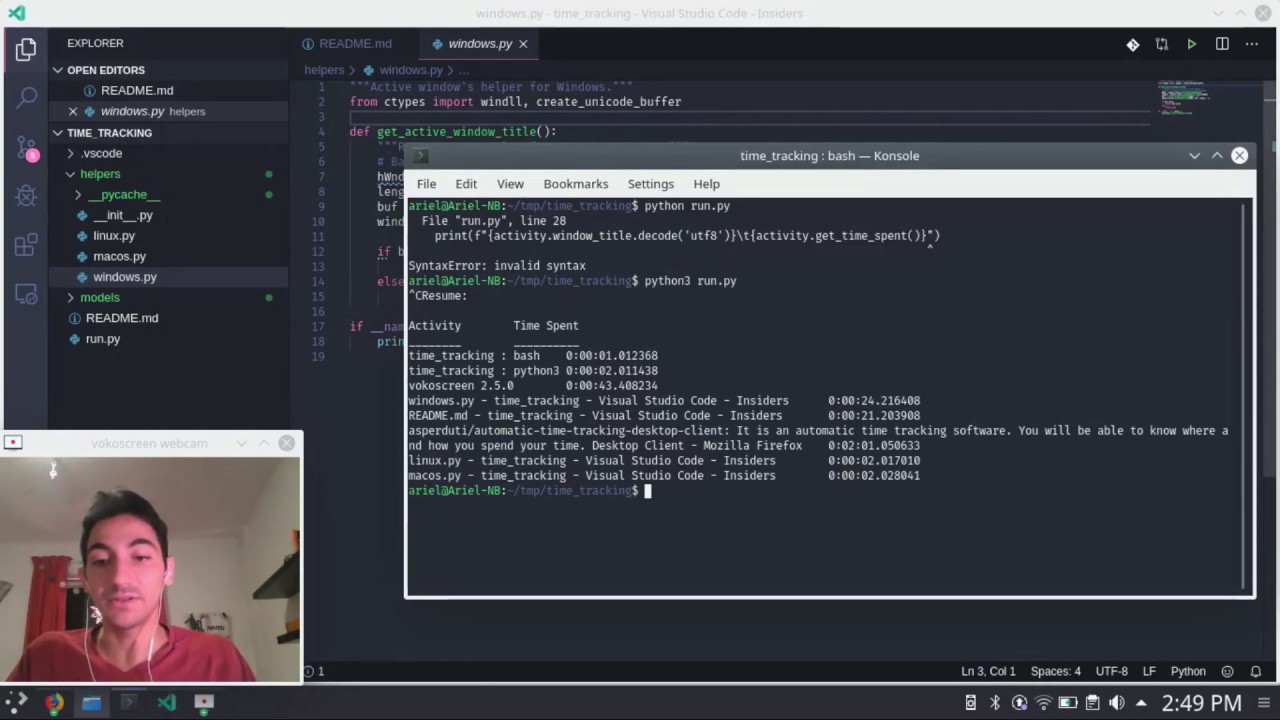 windows.py - time_tracking - Visual Studio Code - Insiders
EXPLORER
README.md
windows.py
OPEN EDITORS
README.md
windows.py helpers
TIME_TRACKING
.vscode
helpers
__pycache__
__init__.py
linux.py
macos.py
windows.py
models
README.md
run.py
helpers > windows.py > ...
1 """Active window's helper for Windows."""
2 from ctypes import windll, create_unicode_buffer
3
4 def get_active_window_title():
5 """R
6 # Ba
7 hWnd
8 leng
9 buf
10 wind
11
12 if b
13
14 else
15
16
17 if __nam
18 prin
19
time_tracking : bash — Konsole
File Edit View Bookmarks Settings Help
ariel@Ariel-NB:~/tmp/time_tracking$ python run.py
File "run.py", line 28
print(f"{activity.window_title.decode('utf8')}\t{activity.get_time_spent()}")
^
SyntaxError: invalid syntax
ariel@Ariel-NB:~/tmp/time_tracking$ python3 run.py
^CResume:
Activity Time Spent
________ __________
time_tracking : bash 0:00:01.012368
time_tracking : python3 0:00:02.011438
vokoscreen 2.5.0 0:00:43.408234
windows.py - time_tracking - Visual Studio Code - Insiders 0:00:24.216408
README.md - time_tracking - Visual Studio Code - Insiders 0:00:21.203908
asperduti/automatic-time-tracking-desktop-client: It is an automatic time tracking software. You will be able to know where a
nd how you spend your time. Desktop Client - Mozilla Firefox 0:02:01.050633
linux.py - time_tracking - Visual Studio Code - Insiders 0:00:02.017010
macos.py - time_tracking - Visual Studio Code - Insiders 0:00:02.028041
ariel@Ariel-NB:~/tmp/time_tracking$
vokoscreen webcam
1
Ln 3, Col 1 Spaces: 4 UTF-8 LF Python
2:49 PM